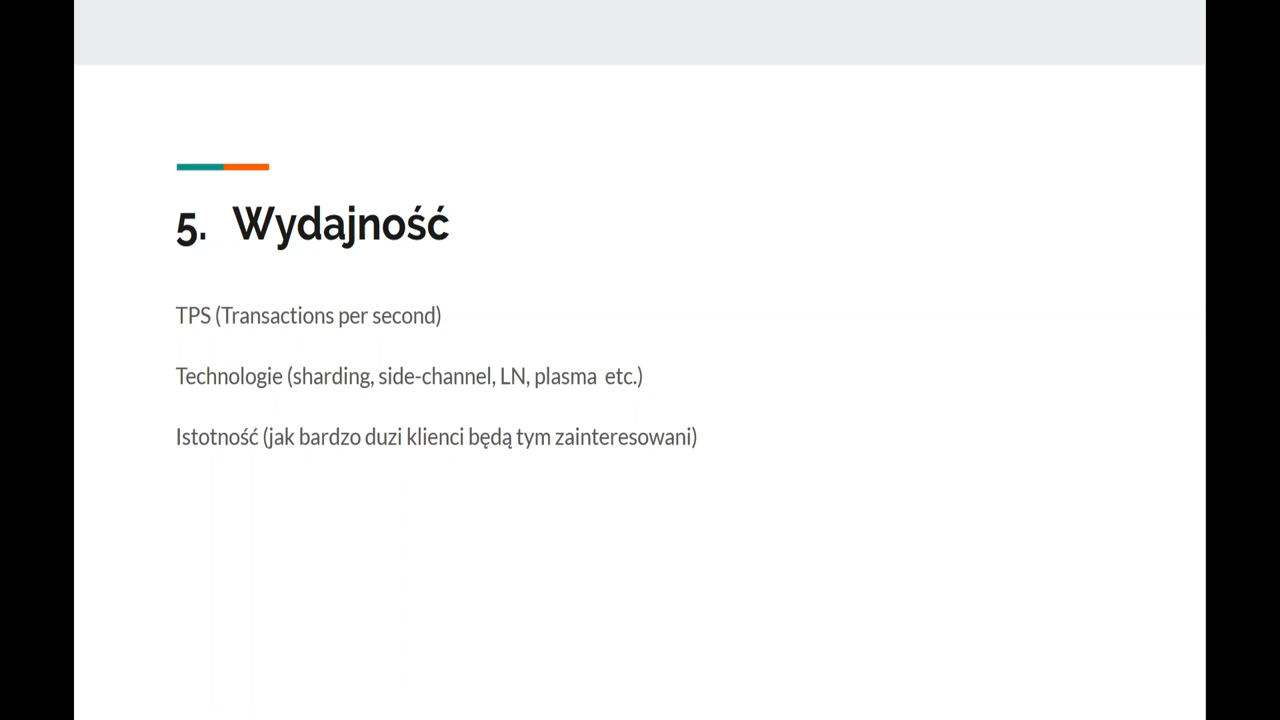 5. Wydajność
TPS (Transactions per second)
Technologie (sharding, side-channel, LN, plasma etc.)
Istotność (jak bardzo duzi klienci będą tym zainteresowani)